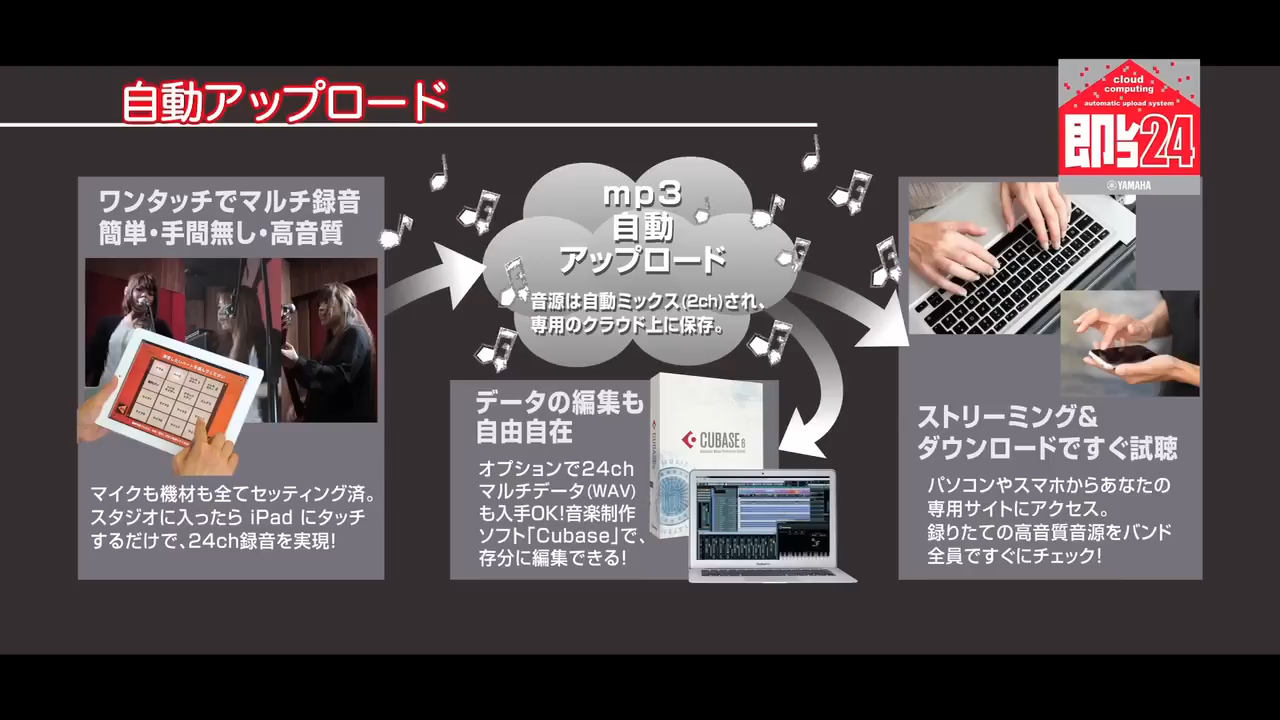 自動アップロード
cloud
computing
automatic upload system
即レコ24
YAMAHA
ワンタッチでマルチ録音
簡単・手間無し・高音質
マイクも機材も全てセッティング済。
スタジオに入ったら iPad にタッチ
するだけで、24ch録音を実現!
mp3
自動
アップロード
音源は自動ミックス(2ch)され、
専用のクラウド上に保存。
データの編集も
自由自在
オプションで24ch
マルチデータ(WAV)
も入手OK!音楽制作
ソフト「Cubase」で、
存分に編集できる!
CUBASE 6
ストリーミング&
ダウンロードですぐ試聴
パソコンやスマホからあなたの
専用サイトにアクセス。
録りたての高音質音源をバンド
全員ですぐにチェック!